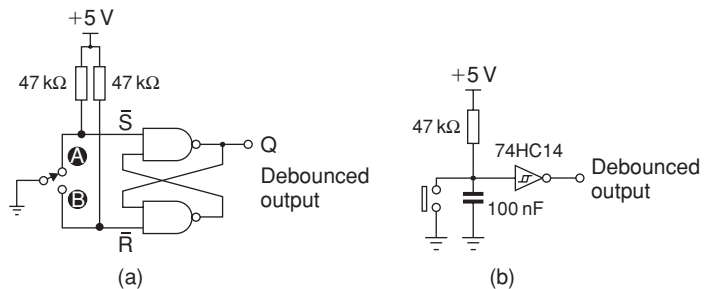 +5 V
47 kΩ
47 kΩ
S̅
A
B
R̅
Q
Debounced
output
(a)
+5 V
47 kΩ
74HC14
100 nF
Debounced
output
(b)